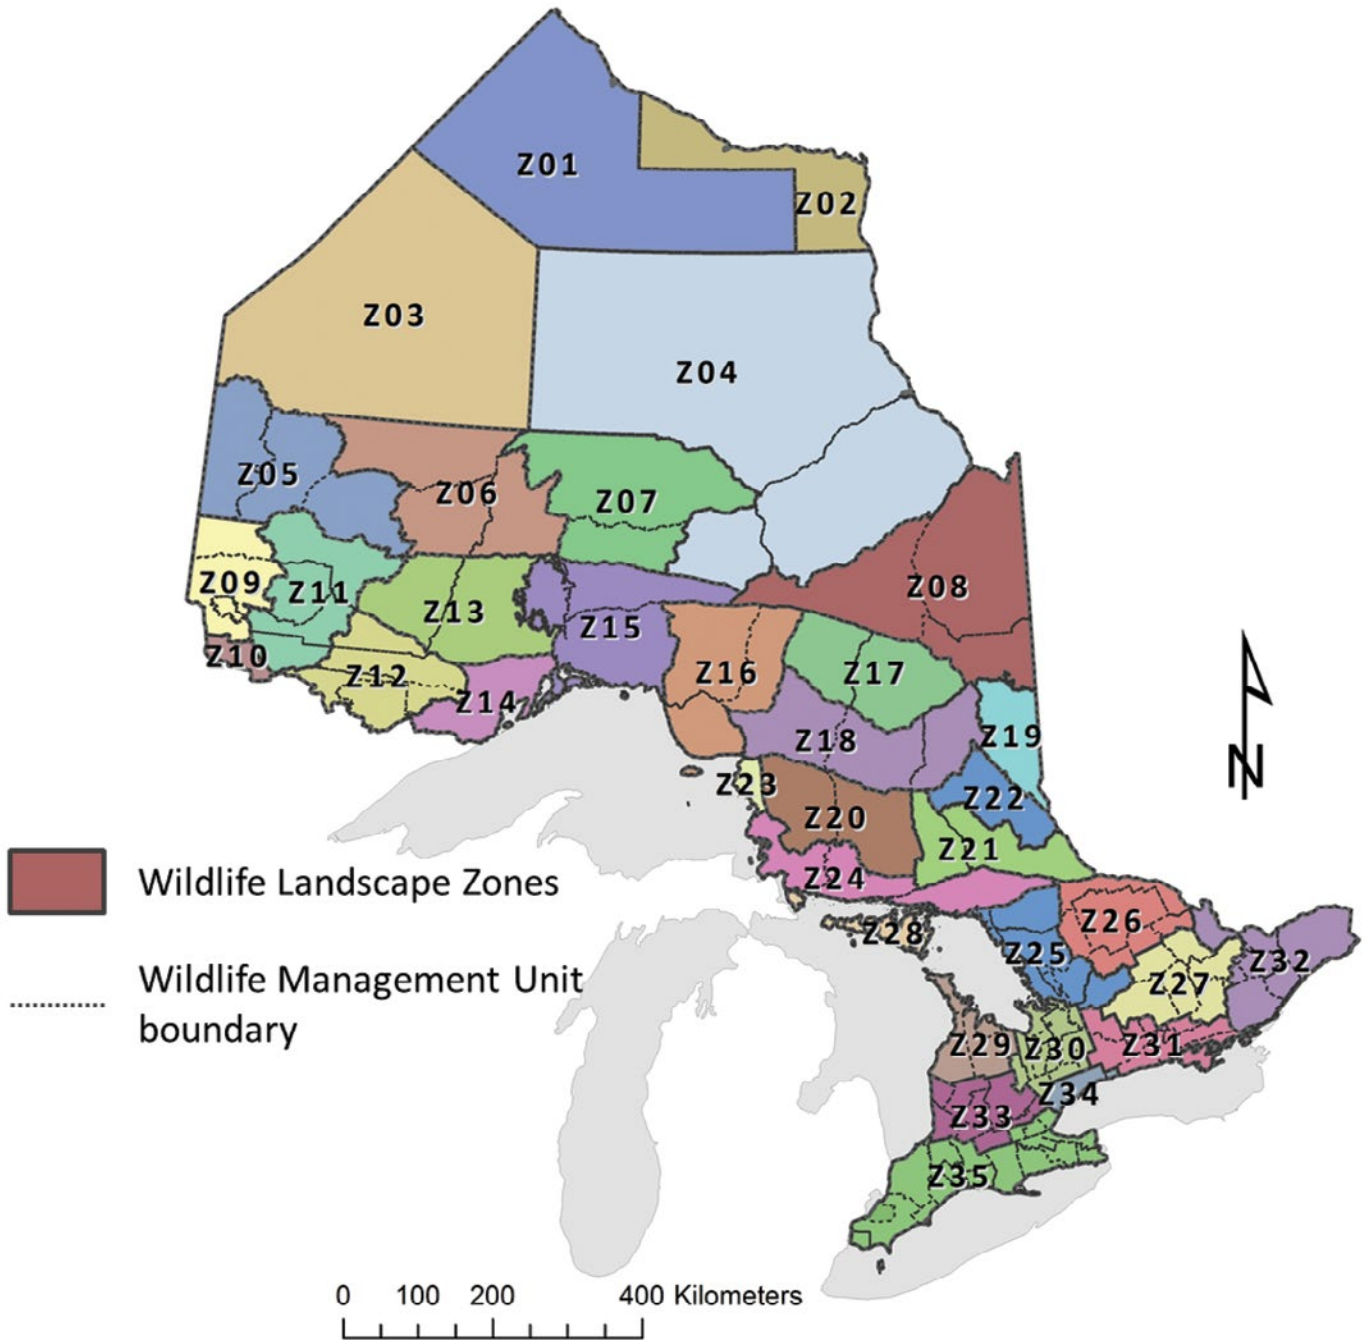 Z01
Z02
Z03
Z04
Z05
Z06
Z07
Z09
Z11
Z13
Z08
Z15
Z10
Z12
Z14
Z16
Z17
Z18
Z19
Z23
Z20
Z22
Z21
Z24
Wildlife Landscape Zones
Z28
Z25
Z26
Z27
Z32
Wildlife Management Unit
boundary
Z29
Z30
Z31
Z34
Z33
Z35
N
0 100 200 400 Kilometers